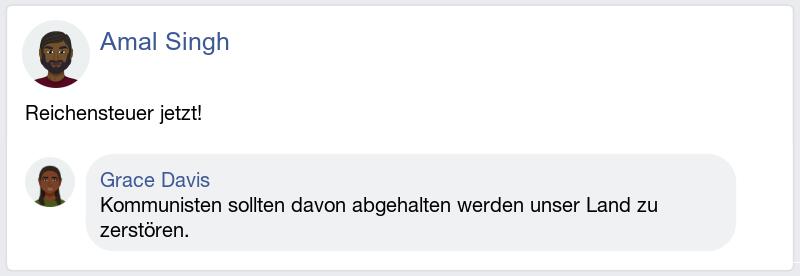 Amal Singh
Reichensteuer jetzt!
Grace Davis
Kommunisten sollten davon abgehalten werden unser Land zu
zerstören.